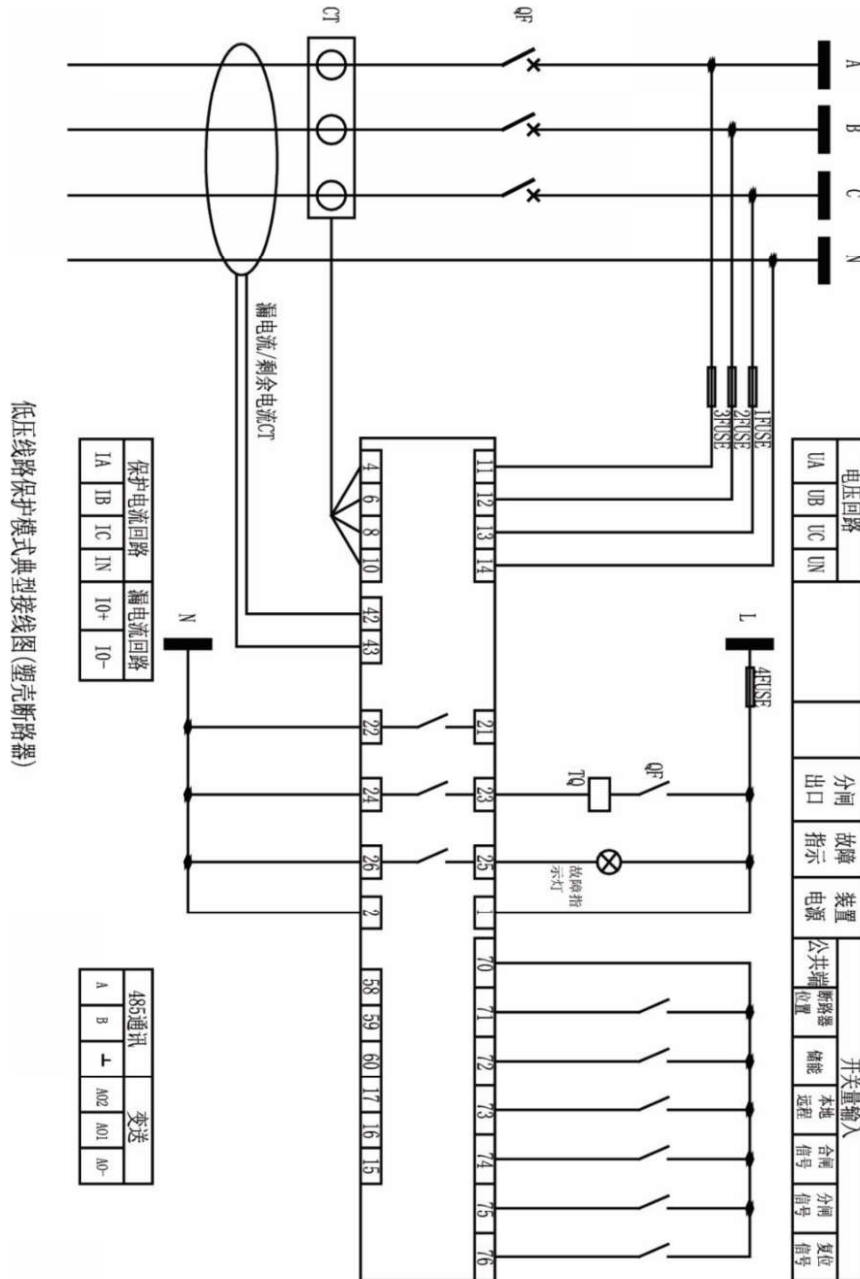 A
B
C
N
QF
CT
漏电流/剩余电流CT
1FUSE
2FUSE
3FUSE
电压回路
UA
UB
UC
UN
分闸
出口
故障
指示
装置
电源
开关量输入
公共端
断路器
位置
储能
本地
远程
合闸
信号
分闸
信号
复位
信号
L
4FUSE
QF
TQ
故障指
示灯
11
12
13
14
21
23
25
1
70
71
72
73
74
75
76
4
6
8
10
42
43
22
24
26
2
58
59
60
17
16
15
N
保护电流回路
漏电流回路
IA
IB
IC
IN
I0+
I0-
485通讯
变送
A
B
⊥
A02
A01
A0-
低压线路保护模式典型接线图(塑壳断路器)